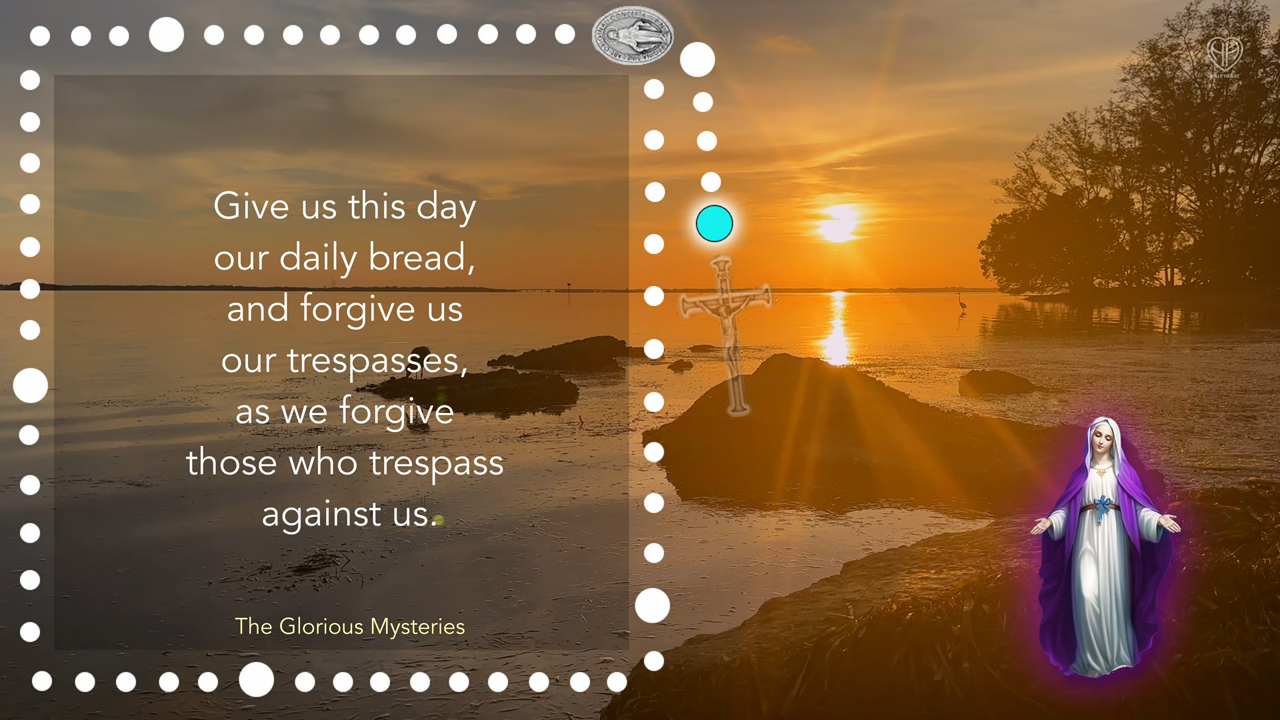 Give us this day
our daily bread,
and forgive us
our trespasses,
as we forgive
those who trespass
against us.
The Glorious Mysteries